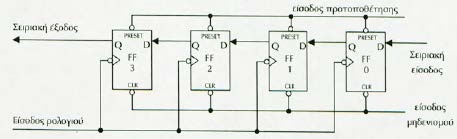 είσοδος πρωτοποθέτησης
Σειριακή έξοδος
PRESET PRESET PRESET PRESET
Q D Q D Q D Q D
FF FF FF FF
3 2 1 0
CLR CLR CLR CLR
Σειριακή
είσοδος
Είσοδος ρολογιού
είσοδος
μηδενισμού